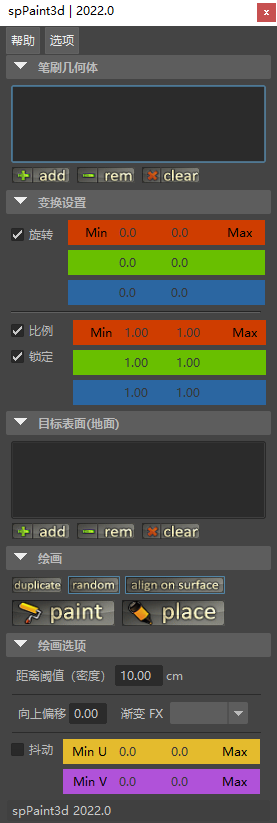 spPaint3d | 2022.0 x
帮助 选项
笔刷几何体
add rem clear
变换设置
旋转 Min 0.0 0.0 Max
0.0 0.0
0.0 0.0
比例 Min 1.00 1.00 Max
锁定 1.00 1.00
1.00 1.00
目标表面(地面)
add rem clear
绘画
duplicate random align on surface
paint place
绘画选项
距离阈值（密度） 10.00 cm
向上偏移 0.00 渐变 FX
抖动 Min U 0.0 0.0 Max
Min V 0.0 0.0 Max
spPaint3d 2022.0